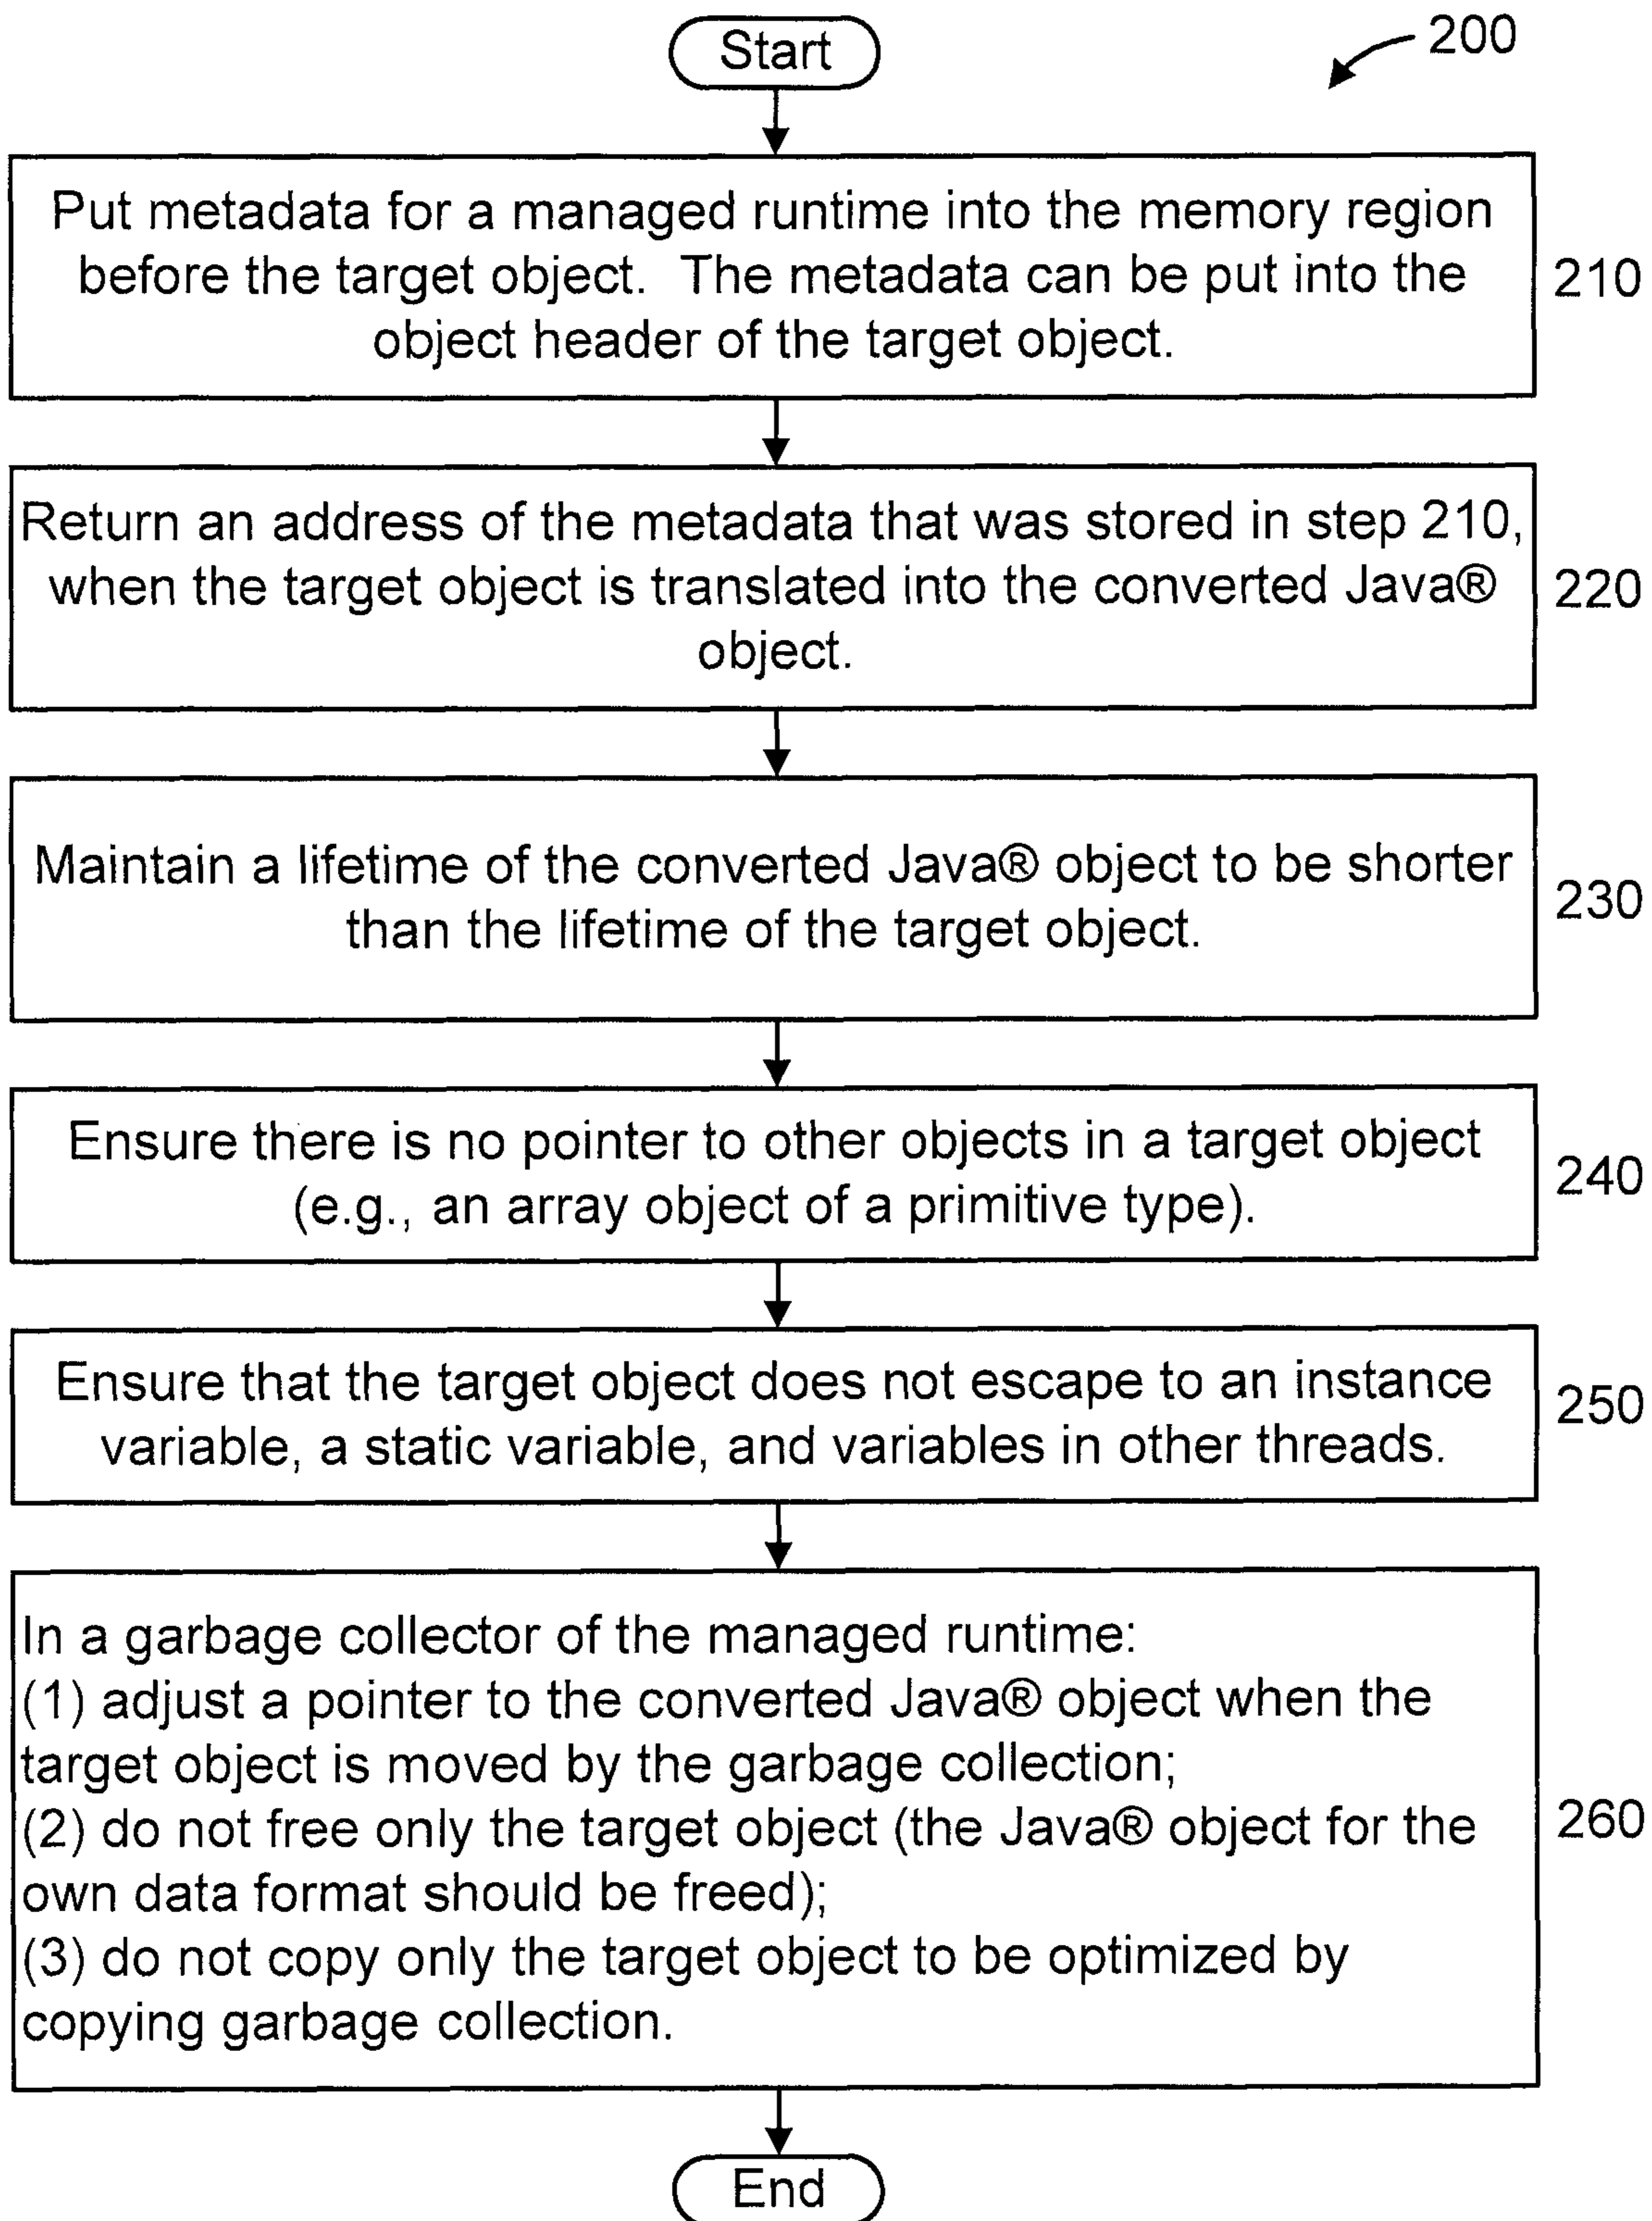 Start
200
Put metadata for a managed runtime into the memory region
before the target object. The metadata can be put into the
object header of the target object.
210
Return an address of the metadata that was stored in step 210,
when the target object is translated into the converted Java®
object.
220
Maintain a lifetime of the converted Java® object to be shorter
than the lifetime of the target object.
230
Ensure there is no pointer to other objects in a target object
(e.g., an array object of a primitive type).
240
Ensure that the target object does not escape to an instance
variable, a static variable, and variables in other threads.
250
In a garbage collector of the managed runtime:
(1) adjust a pointer to the converted Java® object when the
target object is moved by the garbage collection;
(2) do not free only the target object (the Java® object for the
own data format should be freed);
(3) do not copy only the target object to be optimized by
copying garbage collection.
260
End